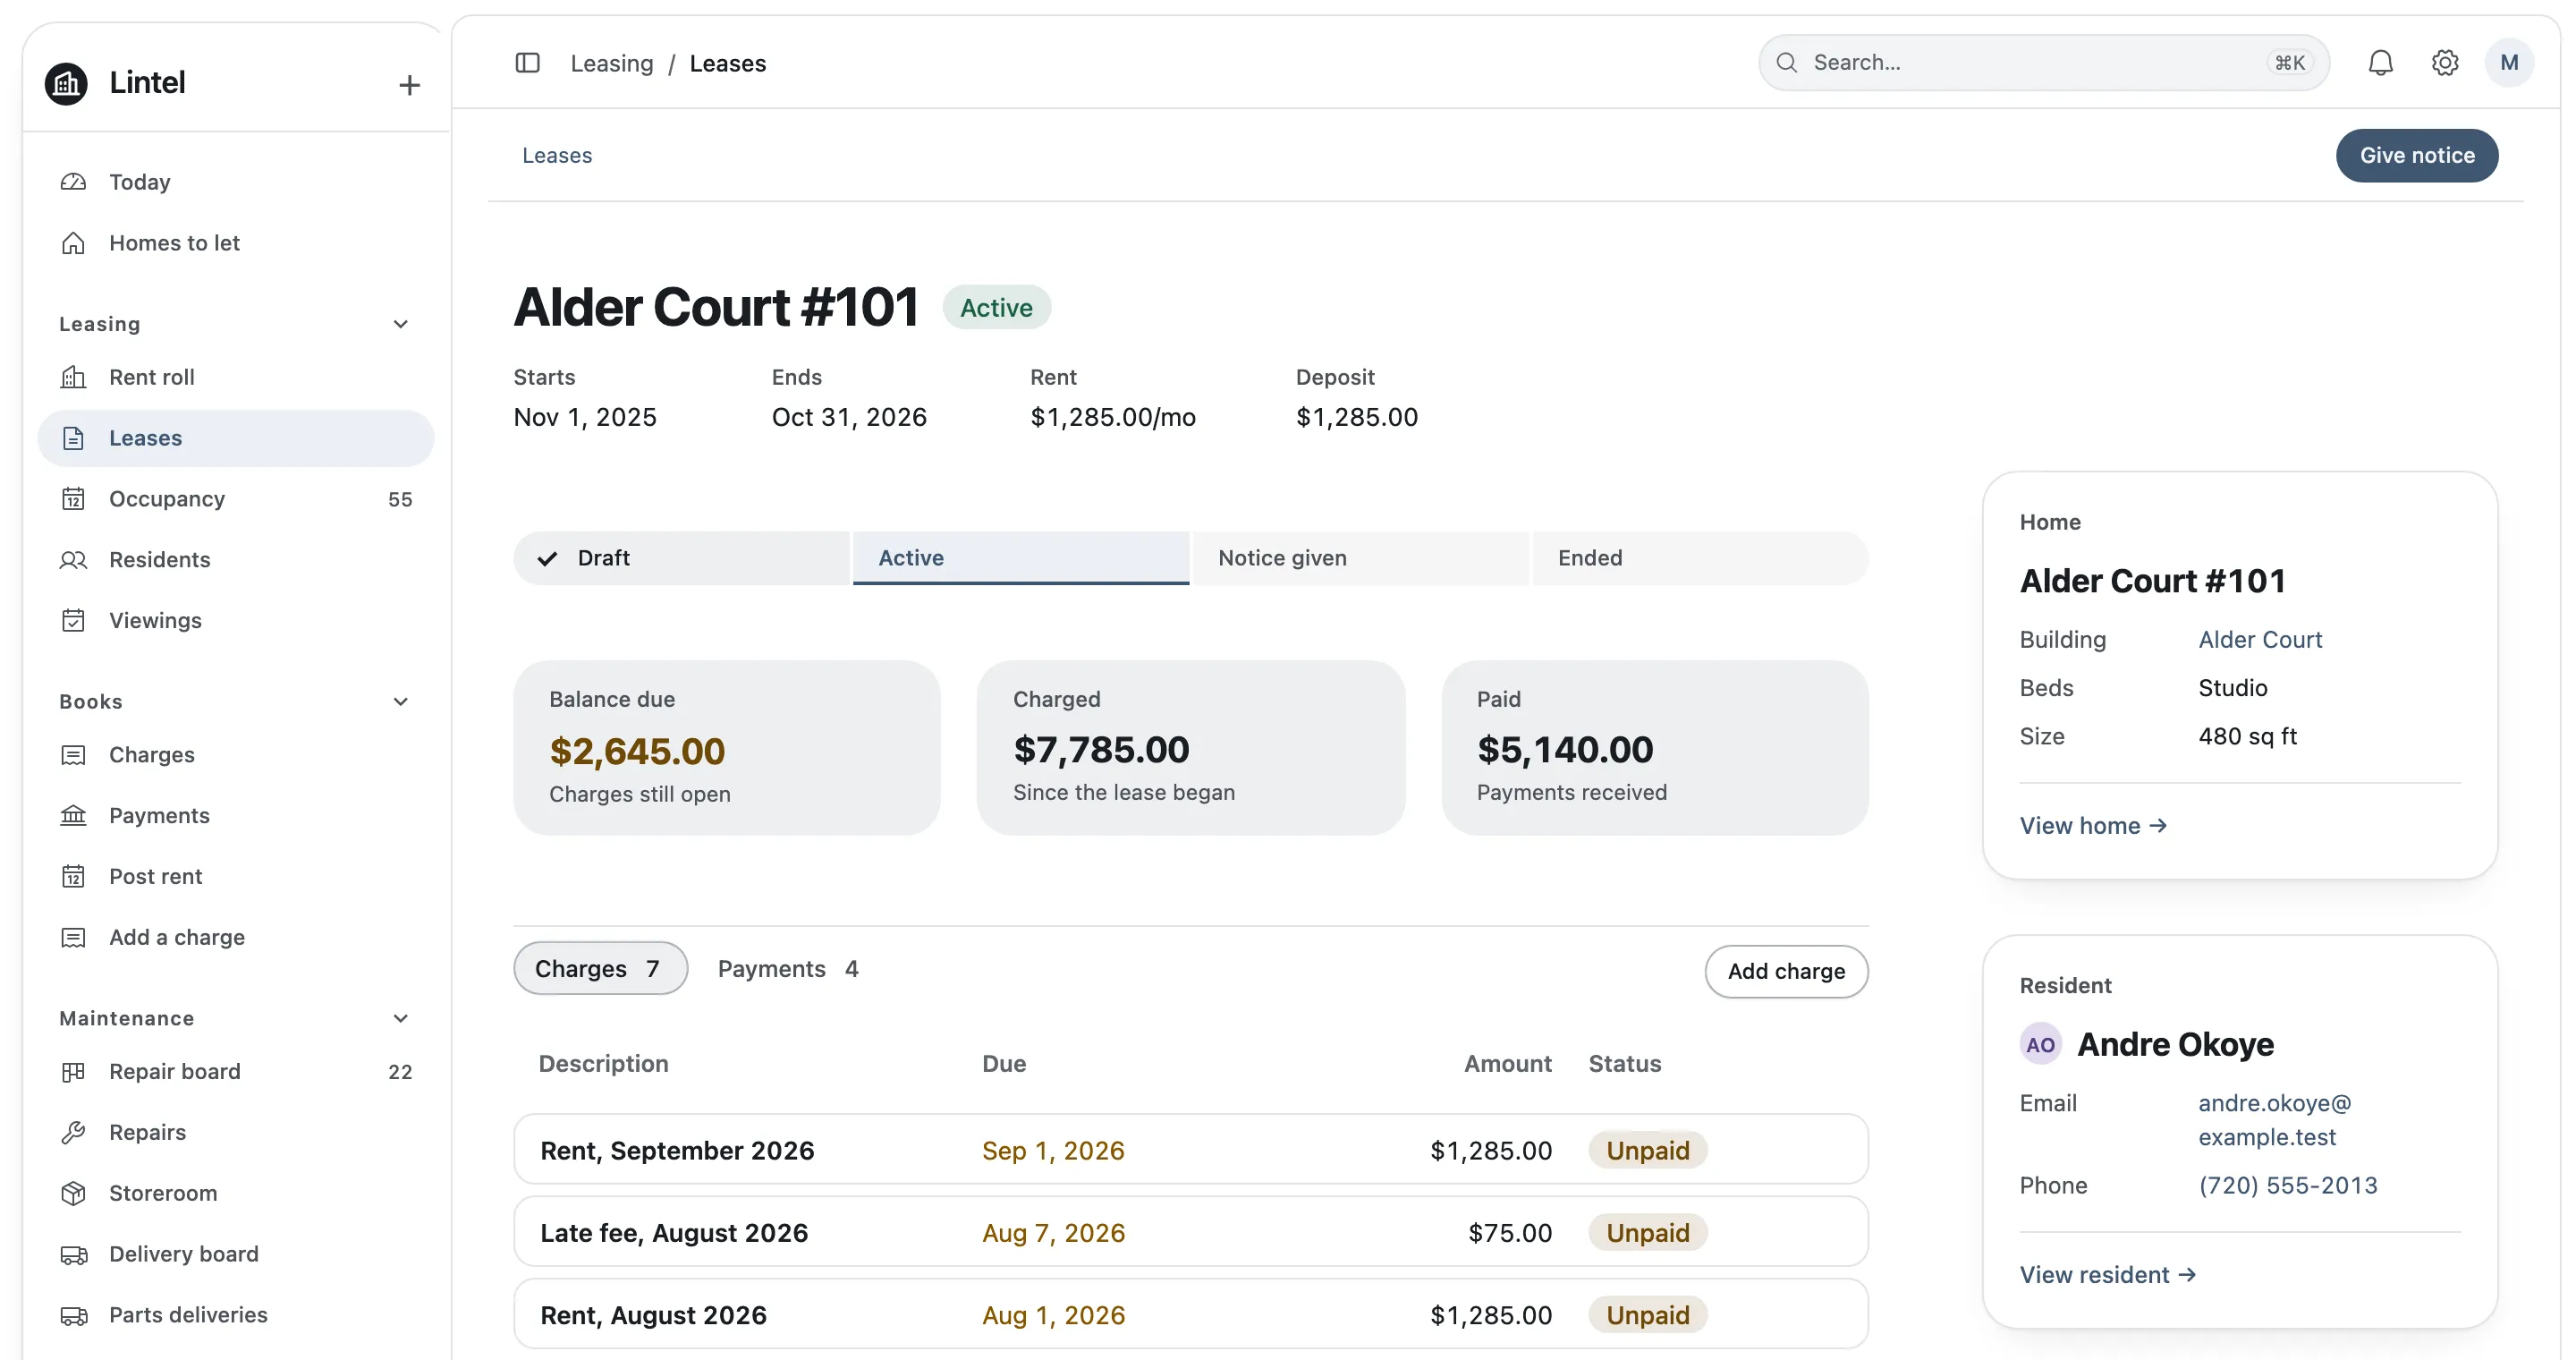 Lintel
Today
Homes to let
Leasing
Rent roll
Leases
Occupancy 55
Residents
Viewings
Books
Charges
Payments
Post rent
Add a charge
Maintenance
Repair board 22
Repairs
Storeroom
Delivery board
Parts deliveries
Leasing / Leases
Search... ⌘K
M
Leases
Give notice
Alder Court #101 Active
Starts Ends Rent Deposit
Nov 1, 2025 Oct 31, 2026 $1,285.00/mo $1,285.00
Draft Active Notice given Ended
Balance due
$2,645.00
Charges still open
Charged
$7,785.00
Since the lease began
Paid
$5,140.00
Payments received
Charges 7 Payments 4 Add charge
Description Due Amount Status
Rent, September 2026 Sep 1, 2026 $1,285.00 Unpaid
Late fee, August 2026 Aug 7, 2026 $75.00 Unpaid
Rent, August 2026 Aug 1, 2026 $1,285.00 Unpaid
Home
Alder Court #101
Building Alder Court
Beds Studio
Size 480 sq ft
View home →
Resident
AO Andre Okoye
Email andre.okoye@
example.test
Phone (720) 555-2013
View resident →